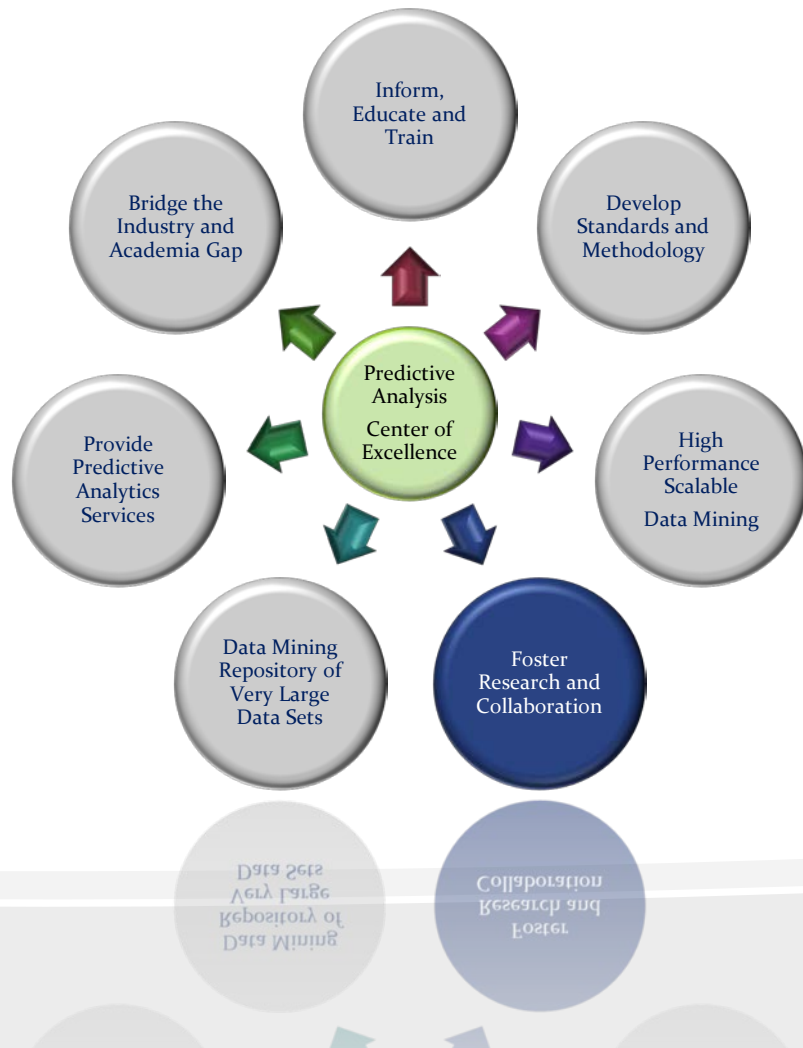 Inform,
Educate and
Train
Bridge the
Industry and
Academia Gap
Develop
Standards and
Methodology
Predictive
Analysis
Center of
Excellence
Provide
Predictive
Analytics
Services
High
Performance
Scalable
Data Mining
Data Mining
Repository of
Very Large
Data Sets
Foster
Research and
Collaboration